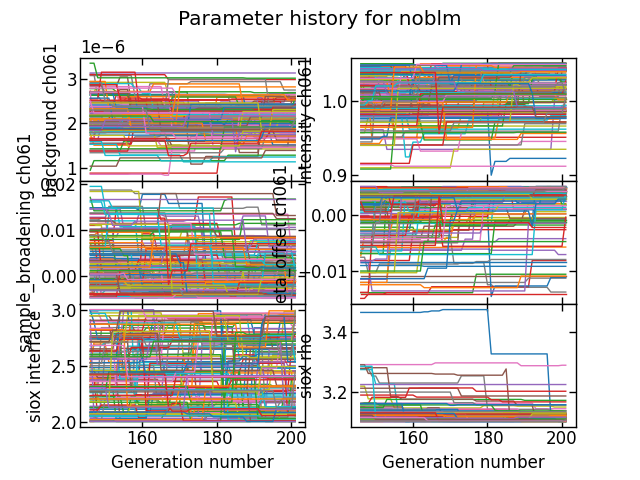 Parameter history for noblm
1e−6
background ch061
3
2
1
intensity ch061
1.0
0.9
sample_broadening ch061
0.02
0.01
0.00
eta_offset ch061
0.00
−0.01
siox interface
3.0
2.5
2.0
siox rho
3.4
3.2
160
180
200
160
180
200
Generation number
Generation number